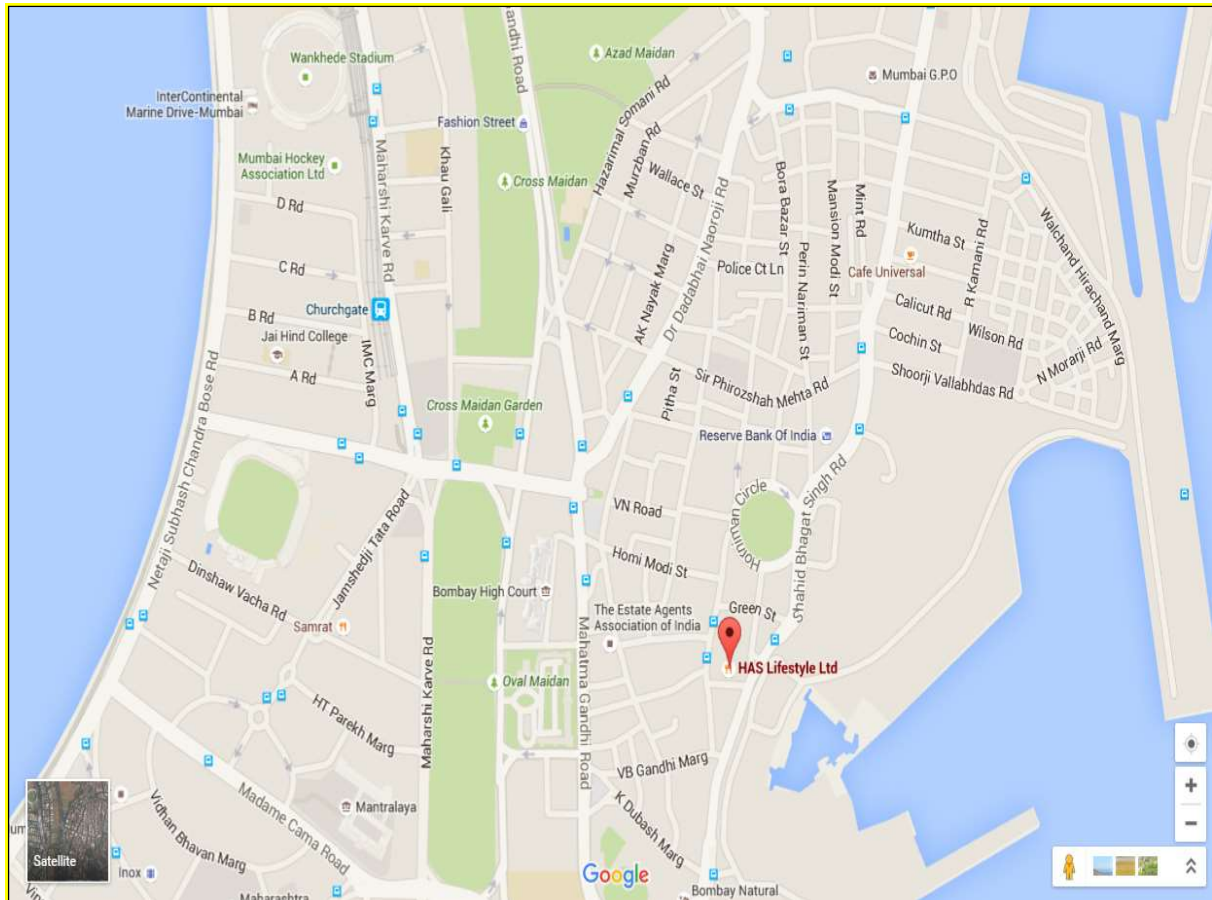 Wankhede Stadium
Azad Maidan
Mumbai G.P.O
InterContinental
Marine Drive-Mumbai
Gandhi Road
Fashion Street
Hazarimal Somani Rd
Murzban Rd
Mumbai Hockey
Association Ltd
Maharshi Karve Rd
Khau Gali
Cross Maidan
Wallace St
Bora Bazar St
Mansion Modi St
Mint Rd
D Rd
Kumtha St
Walchand Hirachand Marg
C Rd
AK Nayak Marg
Dr Dadabhai Naoroji Rd
Police Ct Ln
Perin Nariman St
Cafe Universal
R Kamani Rd
Churchgate
B Rd
Calicut Rd
Wilson Rd
Jai Hind College
IMC Marg
Cochin St
N Morarji Rd
A Rd
Pitha St
Sir Phirozshah Mehta Rd
Shoorji Vallabhdas Rd
Netaji Subhash Chandra Bose Rd
Cross Maidan Garden
Reserve Bank Of India
Jamshedji Tata Road
VN Road
Horniman Circle
Shahid Bhagat Singh Rd
Homi Modi St
Dinshaw Vacha Rd
Bombay High Court
The Estate Agents
Association of India
Green St
Samrat
Maharshi Karve Rd
Mahatma Gandhi Road
HAS Lifestyle Ltd
Oval Maidan
HT Parekh Marg
VB Gandhi Marg
Madame Cama Road
Mantralaya
K Dubash Marg
Vidhan Bhavan Marg
Satellite
Inox
Google
Bombay Natural
Maharashtra